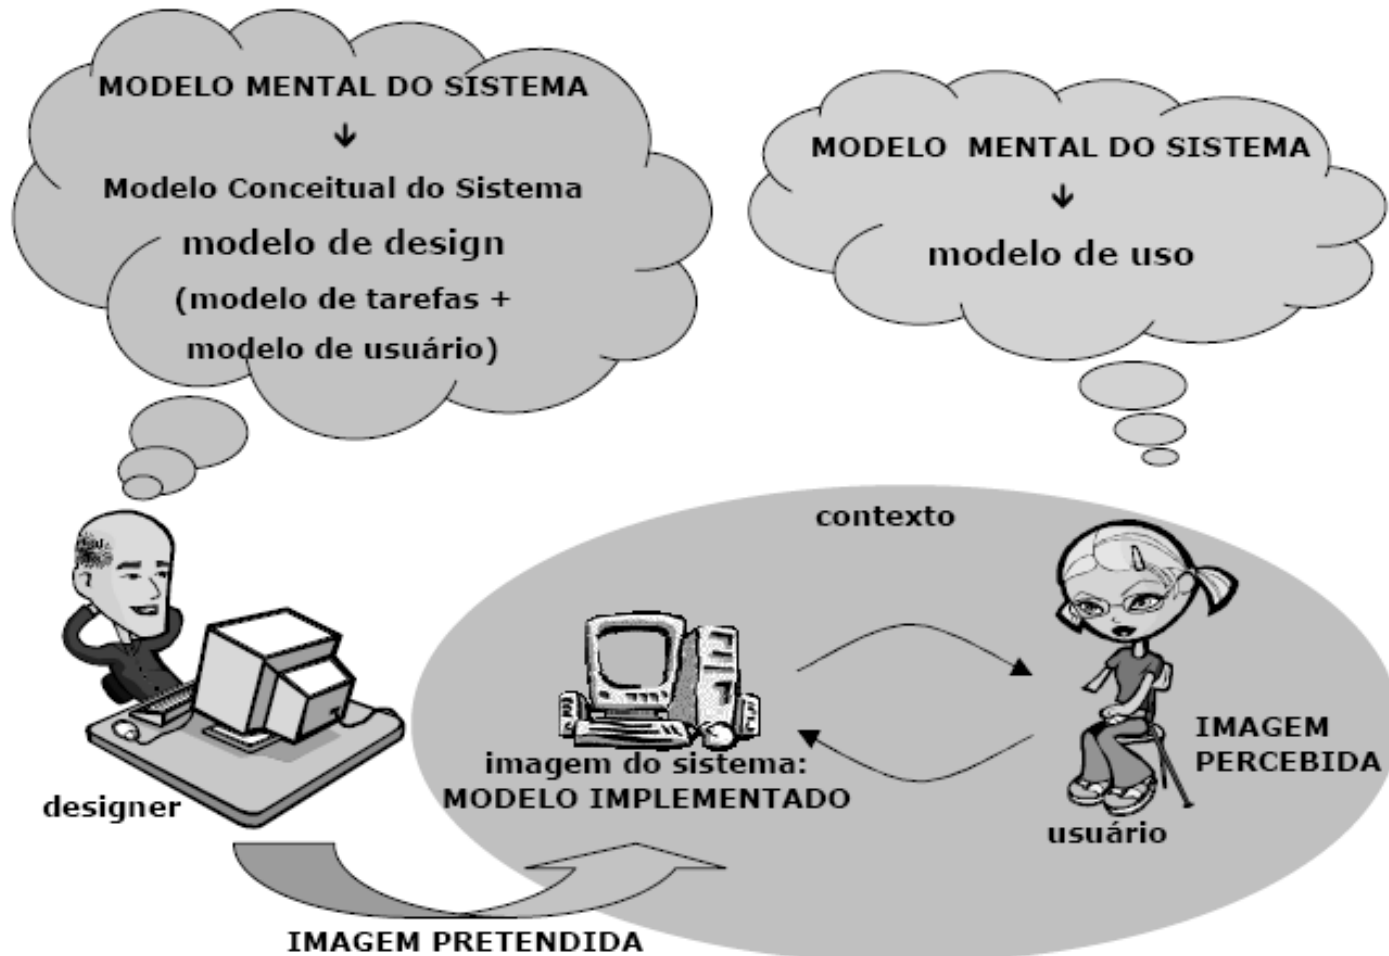 MODELO MENTAL DO SISTEMA
Modelo Conceitual do Sistema
modelo de design
(modelo de tarefas +
modelo de usuário)
MODELO MENTAL DO SISTEMA
modelo de uso
contexto
imagem do sistema:
MODELO IMPLEMENTADO
IMAGEM
PERCEBIDA
usuário
designer
IMAGEM PRETENDIDA